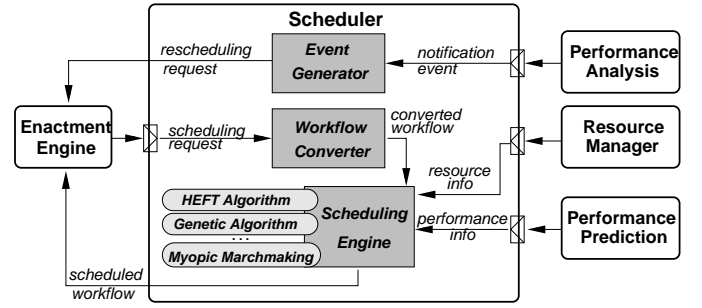 Scheduler
rescheduling
request
Event
Generator
notification
event
Performance
Analysis
Enactment
Engine
scheduling
request
Workflow
Converter
converted
workflow
Resource
Manager
resource
info
HEFT Algorithm
Genetic Algorithm
...
Myopic Marchmaking
Scheduling
Engine
performance
info
Performance
Prediction
scheduled
workflow